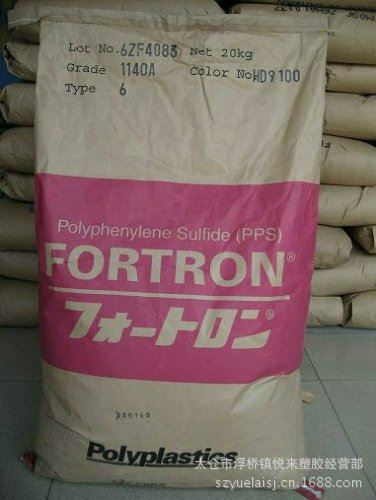 Lot No. 6ZF4083 Net 20kg
Grade 1140A Color No HD9100
Type 6
Polyphenylene Sulfide (PPS)
FORTRON®
フォートロン®
Polyplastics
太仓市浮桥镇悦来塑胶经营部
szyuelaisj.cn.1688.com